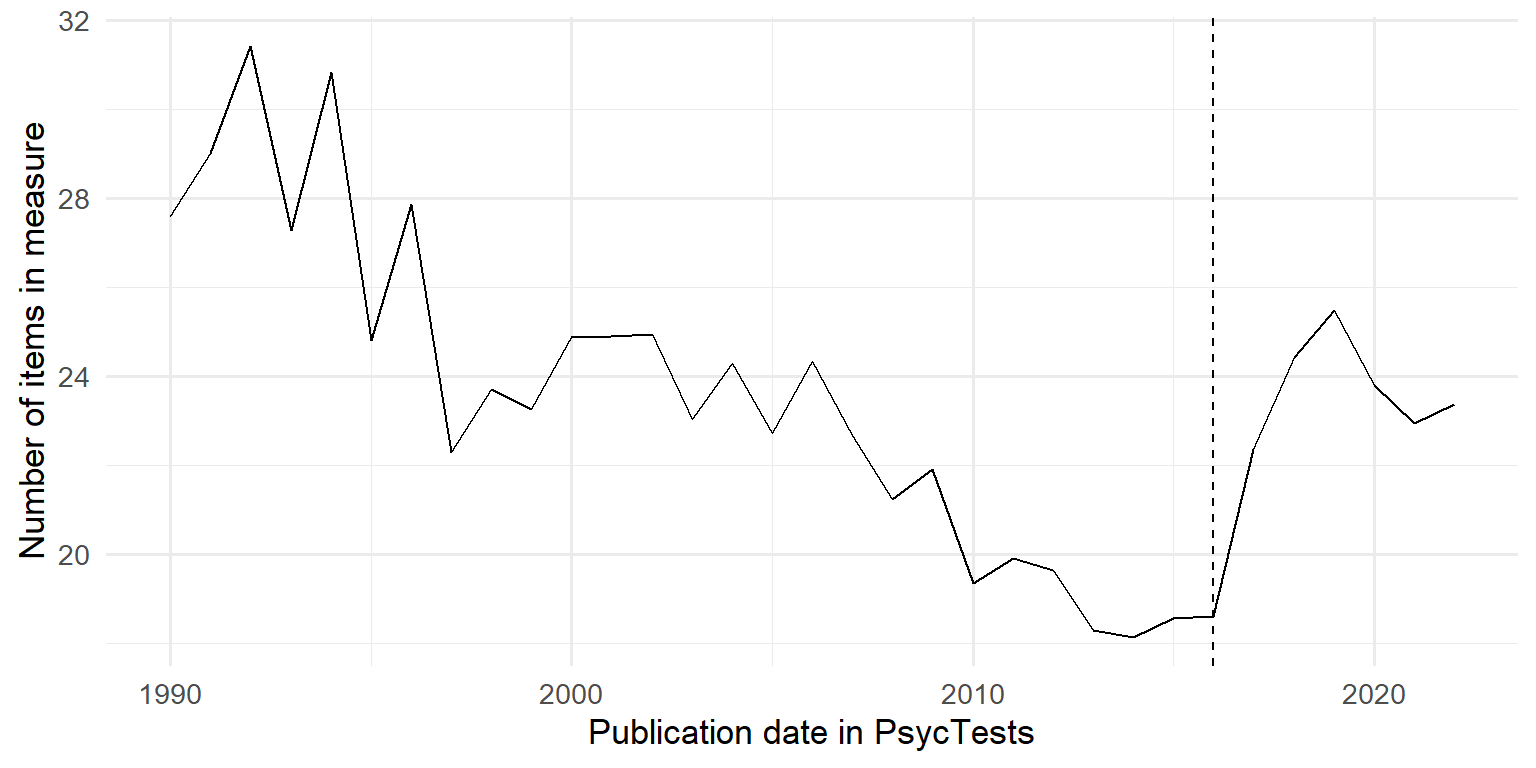 Number of items in measure
32
28
24
20
1990 2000 2010 2020
Publication date in PsycTests